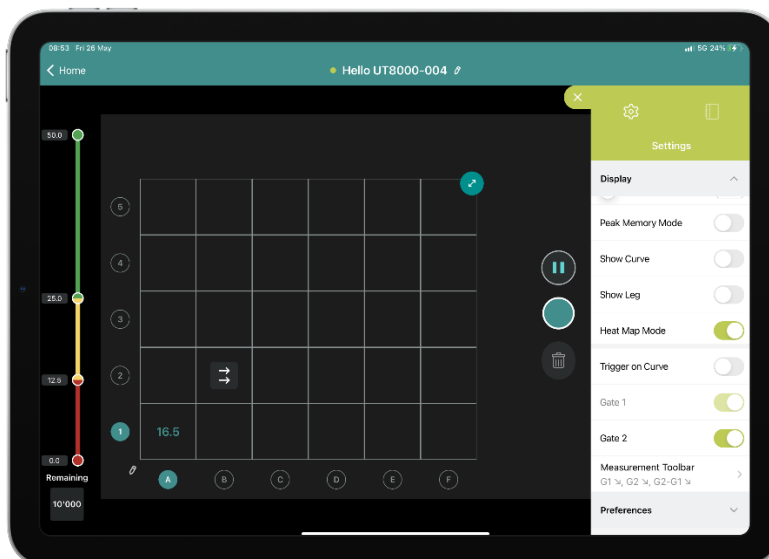 08:53 Fri 26 May
5G 24%
Home
Hello UT8000-004
Settings
50.0
Display
5
Peak Memory Mode
4
Show Curve
25.0
Show Leg
3
Heat Map Mode
12.5
2
Trigger on Curve
Gate 1
1
16.5
Gate 2
0.0
Remaining
A
B
C
D
E
F
Measurement Toolbar
G1 ↘, G2 ↘, G2-G1 ↘
10'000
Preferences